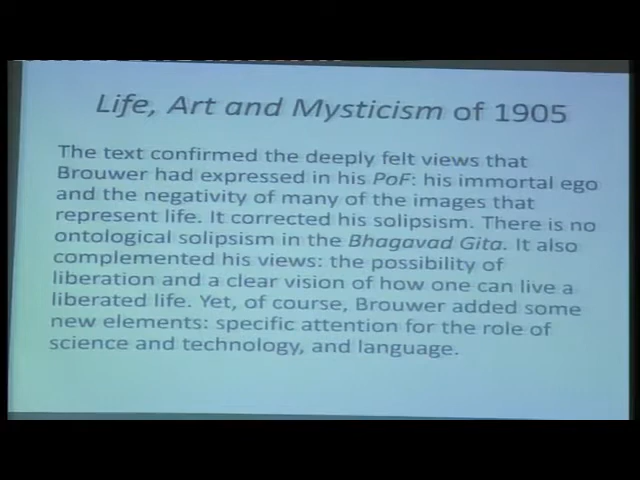 Life, Art and Mysticism of 1905
The text confirmed the deeply felt views that
Brouwer had expressed in his PoF: his immortal ego
and the negativity of many of the images that
represent life. It corrected his solipsism. There is no
ontological solipsism in the Bhagavad Gita. It also
complemented his views: the possibility of
liberation and a clear vision of how one can live a
liberated life. Yet, of course, Brouwer added some
new elements: specific attention for the role of
science and technology, and language.